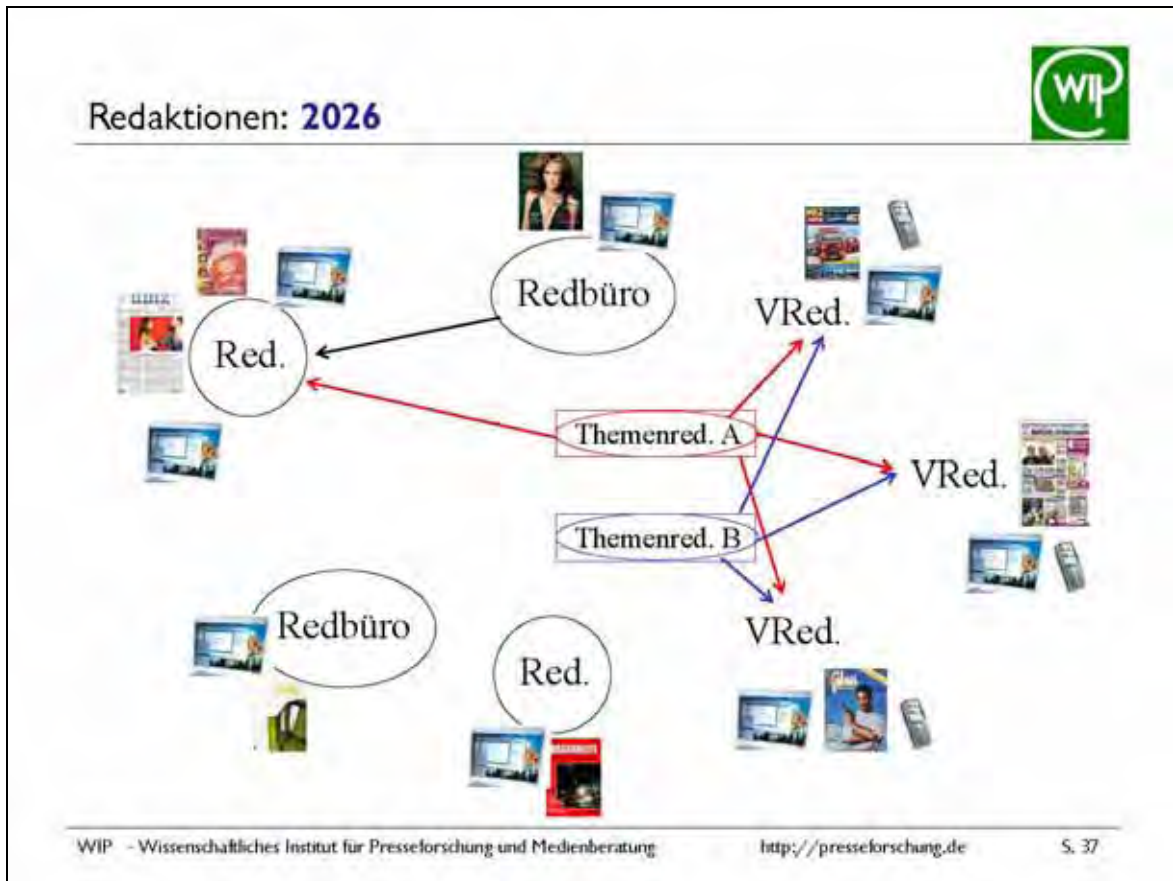 WIP
Redaktionen: 2026
Redbüro
VRed.
Red.
Themenred. A
VRed.
Themenred. B
Redbüro
VRed.
Red.
WIP - Wissenschaftliches Institut für Presseforschung und Medienberatung http://presseforschung.de S. 37